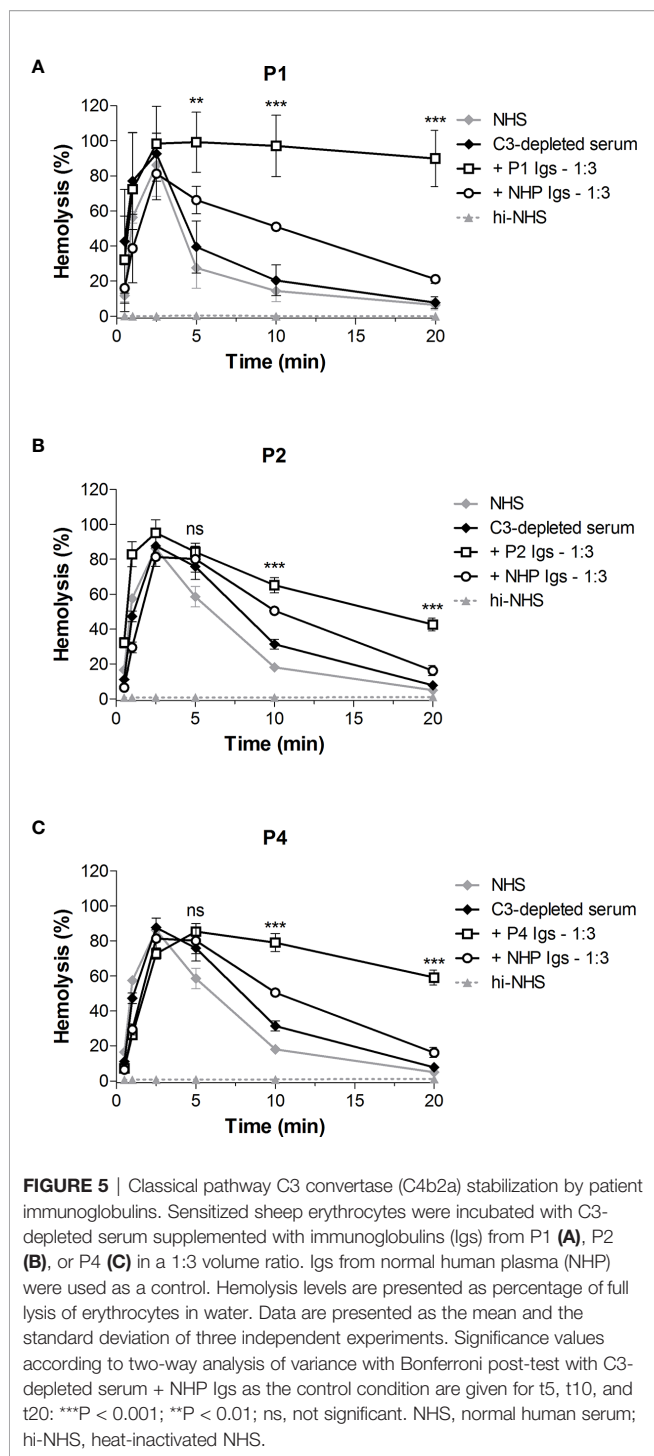 A
P1
**
***
***
120
100
80
60
40
20
0
Hemolysis (%)
0
5
10
15
20
Time (min)
NHS
C3-depleted serum
+ P1 Igs - 1:3
+ NHP Igs - 1:3
hi-NHS
B
P2
ns
***
***
120
100
80
60
40
20
0
Hemolysis (%)
0
5
10
15
20
Time (min)
NHS
C3-depleted serum
+ P2 Igs - 1:3
+ NHP Igs - 1:3
hi-NHS
C
P4
ns
***
***
120
100
80
60
40
20
0
Hemolysis (%)
0
5
10
15
20
Time (min)
NHS
C3-depleted serum
+ P4 Igs - 1:3
+ NHP Igs - 1:3
hi-NHS
FIGURE 5 | Classical pathway C3 convertase (C4b2a) stabilization by patient
immunoglobulins. Sensitized sheep erythrocytes were incubated with C3-
depleted serum supplemented with immunoglobulins (Igs) from P1 (A), P2
(B), or P4 (C) in a 1:3 volume ratio. Igs from normal human plasma (NHP)
were used as a control. Hemolysis levels are presented as percentage of full
lysis of erythrocytes in water. Data are presented as the mean and the
standard deviation of three independent experiments. Significance values
according to two-way analysis of variance with Bonferroni post-test with C3-
depleted serum + NHP Igs as the control condition are given for t5, t10, and
t20: ***P < 0.001; **P < 0.01; ns, not significant. NHS, normal human serum;
hi-NHS, heat-inactivated NHS.